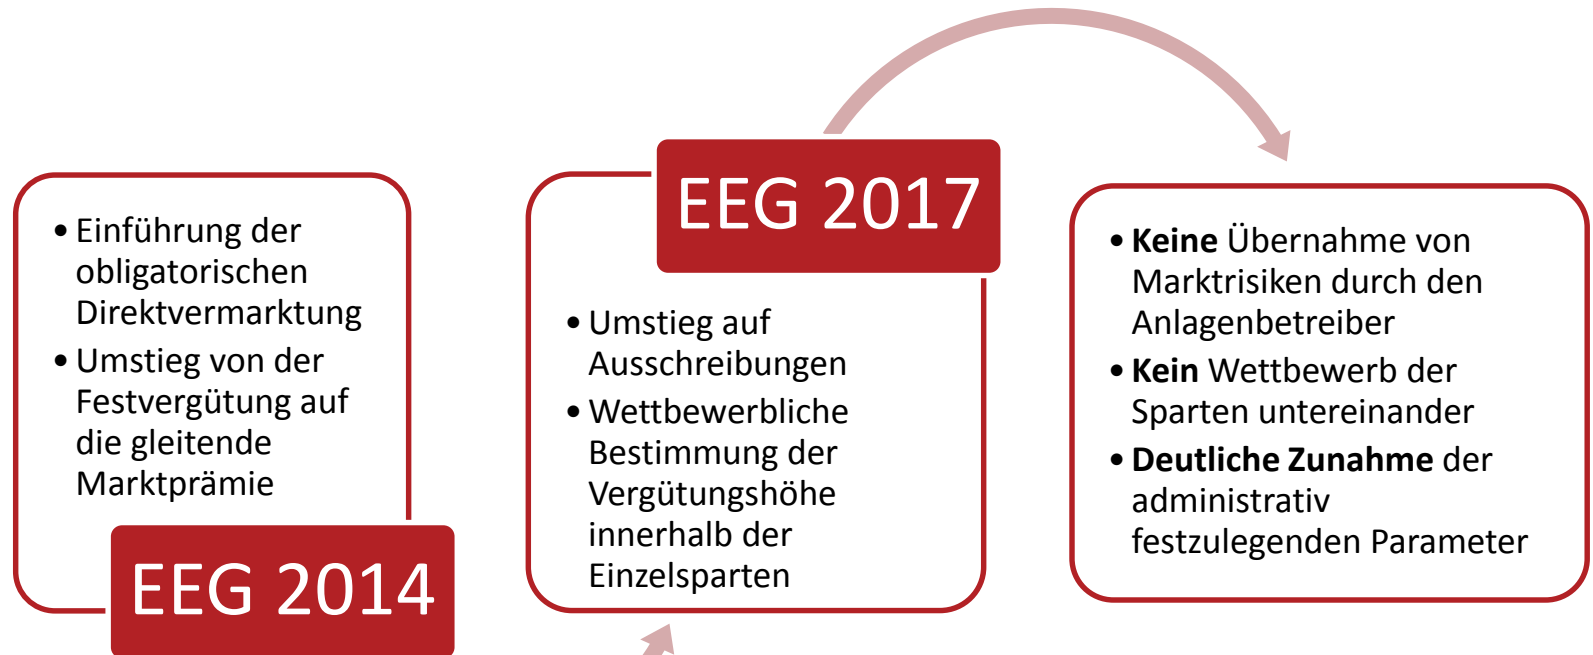 • Einführung der
obligatorischen
Direktvermarktung
• Umstieg von der
Festvergütung auf
die gleitende
Marktprämie
EEG 2014
EEG 2017
• Umstieg auf
Ausschreibungen
• Wettbewerbliche
Bestimmung der
Vergütungshöhe
innerhalb der
Einzelsparten
• Keine Übernahme von
Marktrisiken durch den
Anlagenbetreiber
• Kein Wettbewerb der
Sparten untereinander
• Deutliche Zunahme der
administrativ
festzulegenden Parameter